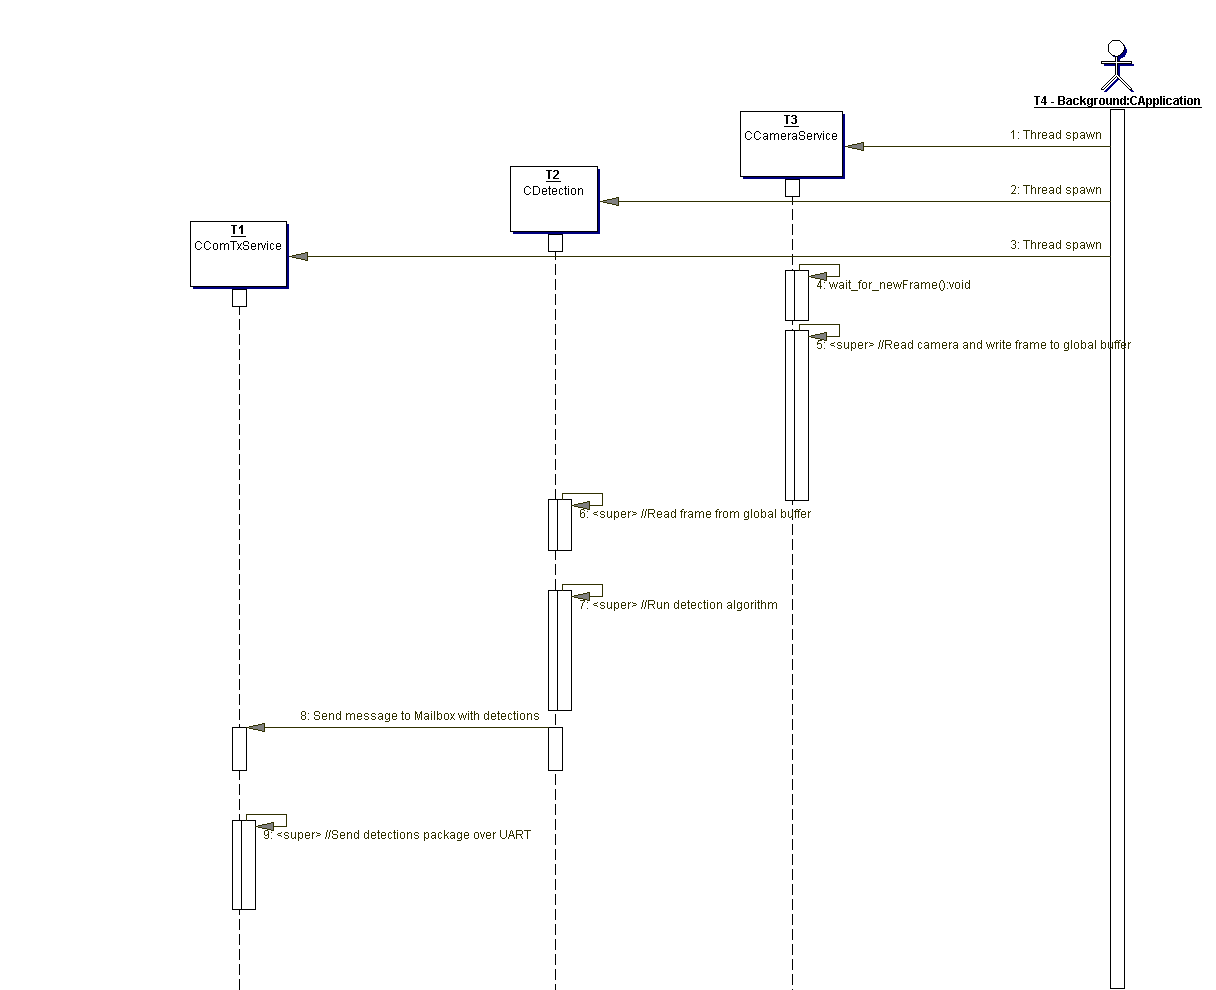 T4 - Background:CApplication
T3
CCameraService
1: Thread spawn
T2
CDetection
2: Thread spawn
T1
CComTxService
3: Thread spawn
4: wait_for_newFrame():void
5: <super> //Read camera and write frame to global buffer
6: <super> //Read frame from global buffer
7: <super> //Run detection algorithm
8: Send message to Mailbox with detections
9: <super> //Send detections package over UART